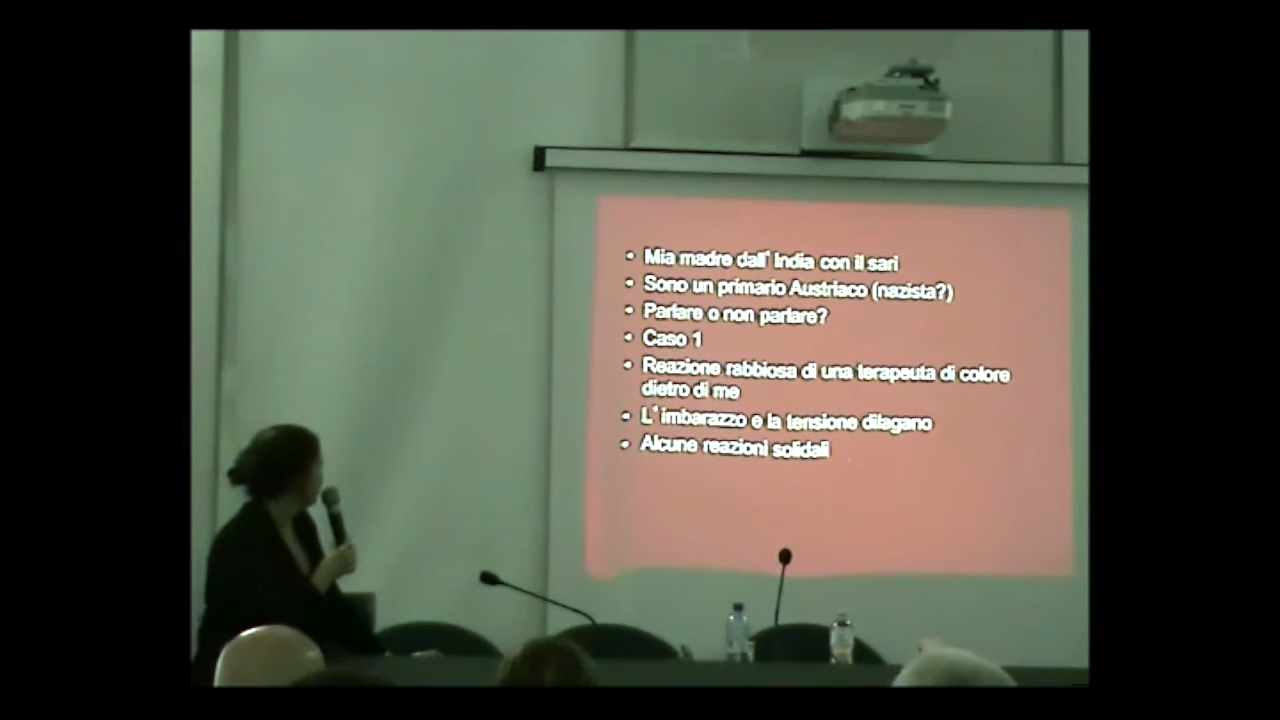 • Mia madre dall' India con il sari
• Sono un primario Austriaco (nazista?)
• Parlare o non parlare?
• Caso 1
• Reazione rabbiosa di una terapeuta di colore
dietro di me
• L' imbarazzo e la tensione dilagano
• Alcune reazioni solidali